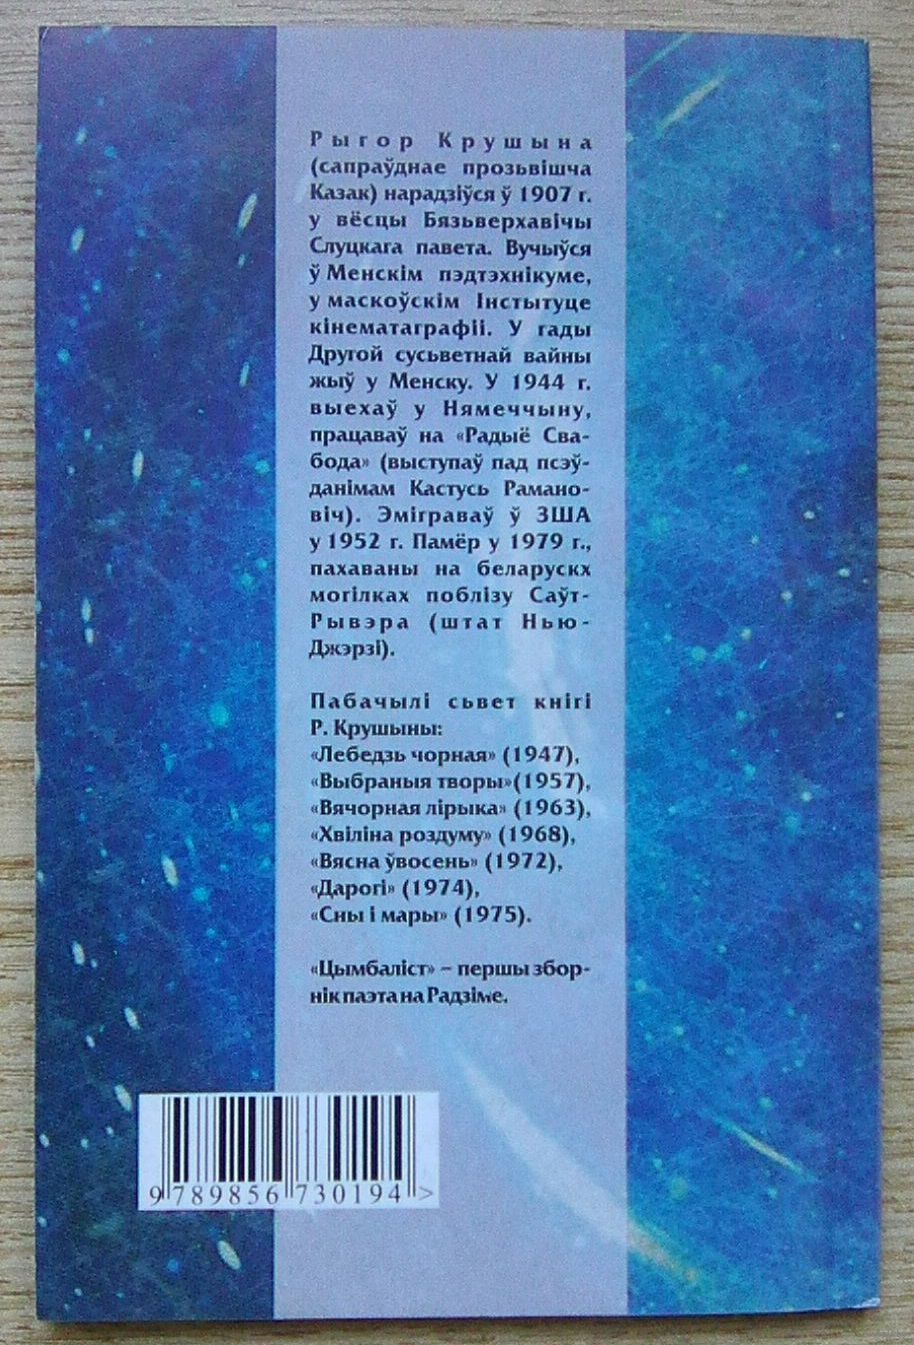 Рыгор Крушына
(сапраўднае прозьвішча
Казак) нарадзіўся ў 1907 г.
у вёсцы Бязьверхавічы
Слуцкага павета. Вучыўся
ў Менскім пэдтэхнікуме,
у маскоўскім Інстытуце
кінематаграфіі. У гады
Другой сусьветнай вайны
жыў у Менску. У 1944 г.
выехаў у Нямеччыну,
працаваў на «Радыё Сва-
бода» (выступаў пад псэў-
данімам Кастусь Рамано-
віч). Эміграваў ў ЗША
у 1952 г. Памёр у 1979 г.,
пахаваны на беларускх
могілках поблізу Саўт-
Рывэра (штат Нью-
Джэрзі).
Пабачылі сьвет кнігі
Р. Крушыны:
«Лебедзь чорная» (1947),
«Выбраныя творы»(1957),
«Вячорная лірыка» (1963),
«Хвіліна роздуму» (1968),
«Вясна ўвосень» (1972),
«Дарогі» (1974),
«Сны і мары» (1975).
«Цымбаліст» – першы збор-
нік паэта на Радзіме.
9 789856 730194 >